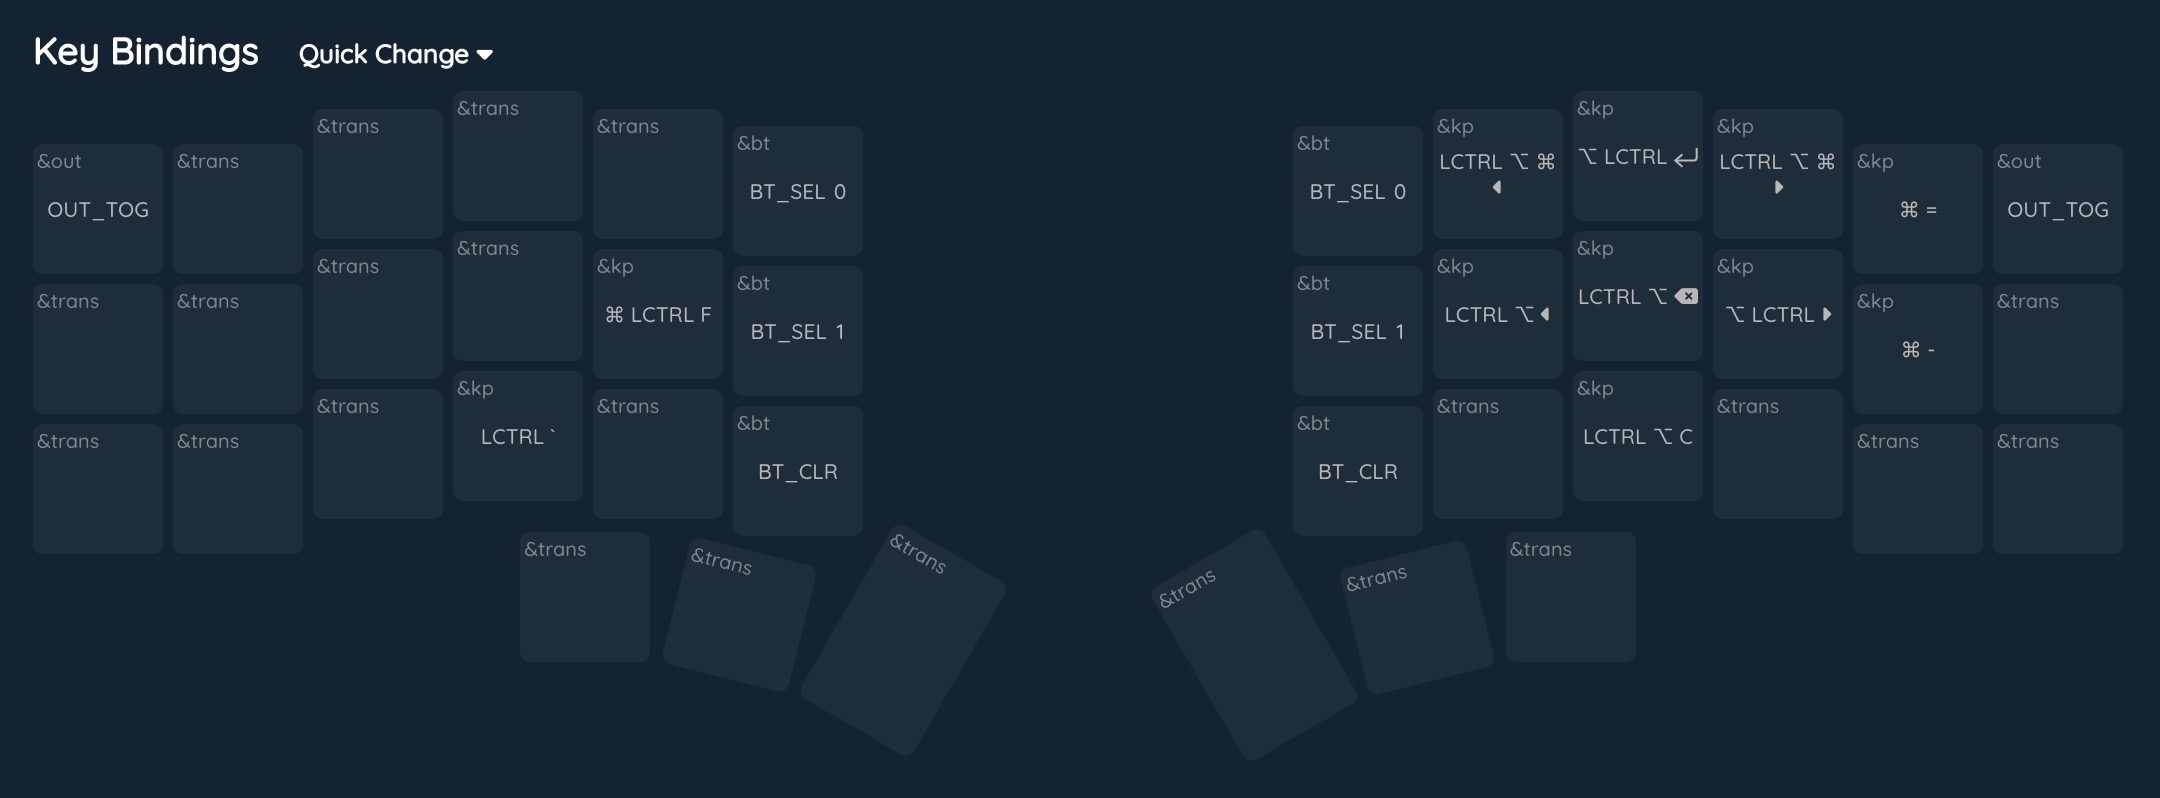 Key Bindings Quick Change
&out
OUT_TOG
&trans
&trans
&trans
&trans
&bt
BT_SEL 0
&bt
BT_SEL 0
&kp
LCTRL ⌥ ⌘
&kp
⌥ LCTRL
&kp
LCTRL ⌥ ⌘
&kp
⌘ =
&out
OUT_TOG
&trans
&trans
&trans
&trans
&kp
⌘ LCTRL F
&bt
BT_SEL 1
&bt
BT_SEL 1
&kp
LCTRL ⌥
&kp
LCTRL ⌥
&kp
⌥ LCTRL
&kp
⌘ -
&trans
&trans
&trans
&trans
&kp
LCTRL `
&trans
&bt
BT_CLR
&bt
BT_CLR
&trans
&kp
LCTRL ⌥ C
&trans
&trans
&trans
&trans
&trans
&trans
&trans
&trans
&trans